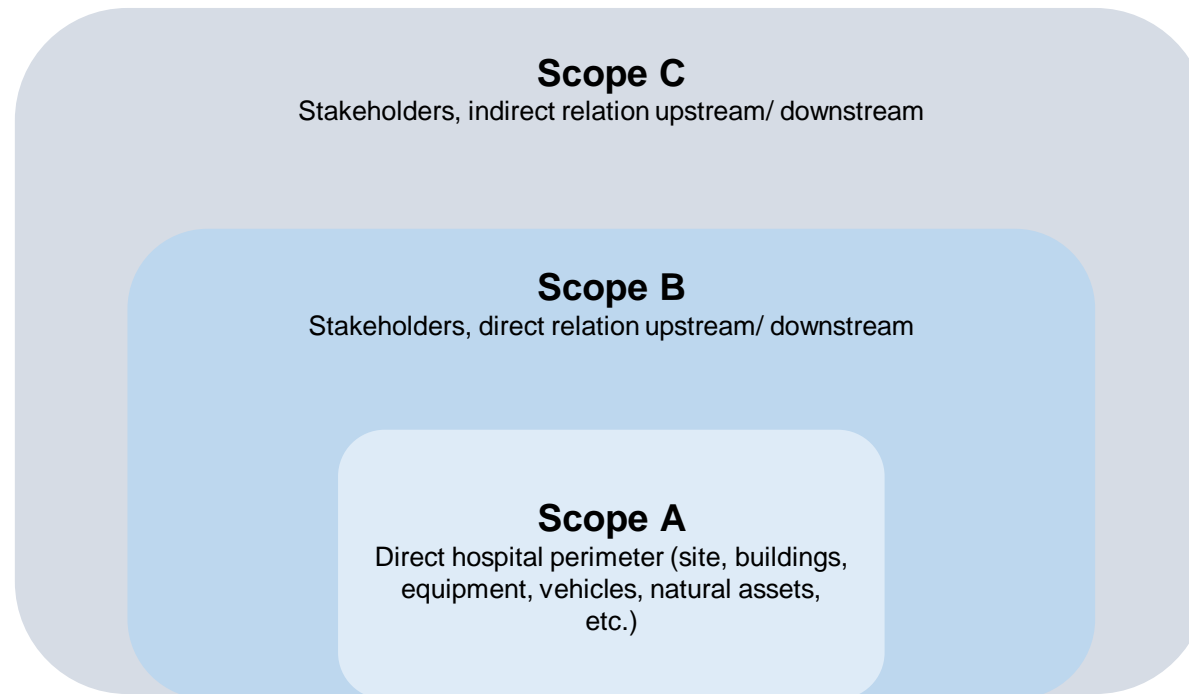 Scope C
Stakeholders, indirect relation upstream/ downstream
Scope B
Stakeholders, direct relation upstream/ downstream
Scope A
Direct hospital perimeter (site, buildings,
equipment, vehicles, natural assets,
etc.)